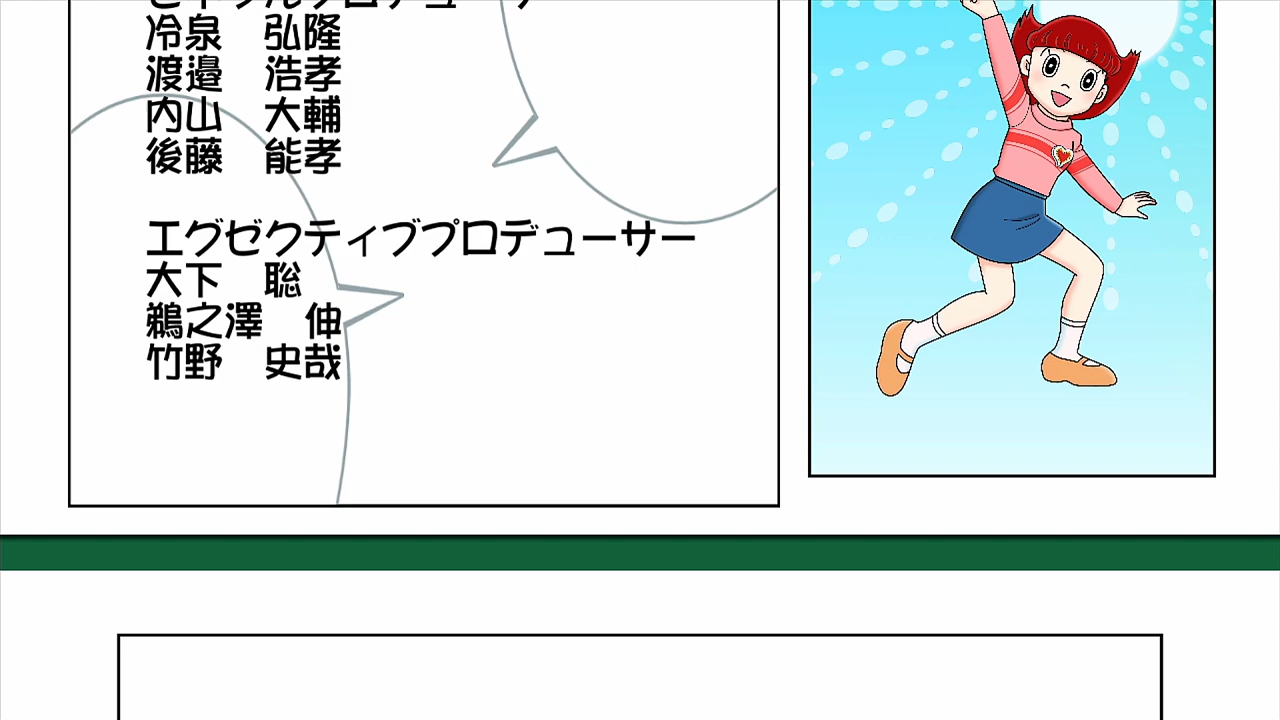 冷泉　弘隆
渡邉　浩孝
内山　大輔
後藤　能孝
エグゼクティブプロデューサー
大下　聡
鵜之澤　伸
竹野　史哉